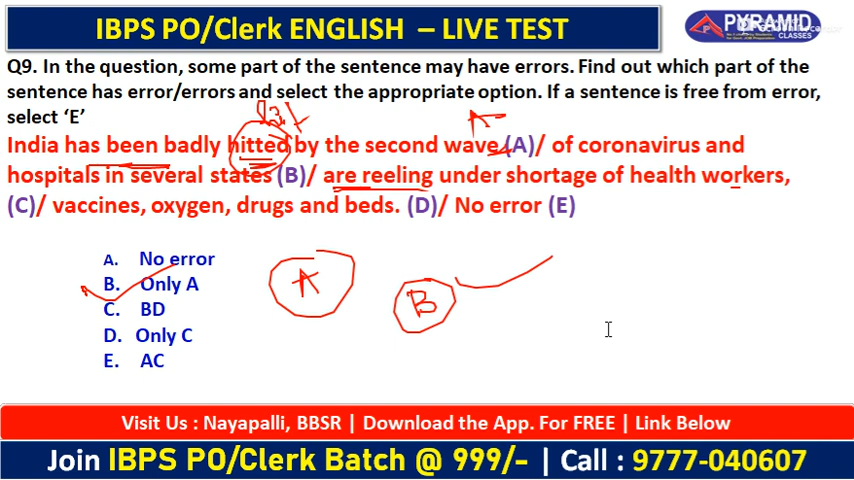 IBPS PO/Clerk ENGLISH – LIVE TEST
PYRAMID
CLASSES
Q9. In the question, some part of the sentence may have errors. Find out which part of the
sentence has error/errors and select the appropriate option. If a sentence is free from error,
select ‘E’
India has been badly hitted by the second wave (A)/ of coronavirus and
hospitals in several states (B)/ are reeling under shortage of health workers,
(C)/ vaccines, oxygen, drugs and beds. (D)/ No error (E)
A. No error
B. Only A
C. BD
D. Only C
E. AC
A
B
Visit Us : Nayapalli, BBSR | Download the App. For FREE | Link Below
Join IBPS PO/Clerk Batch @ 999/- | Call : 9777-040607